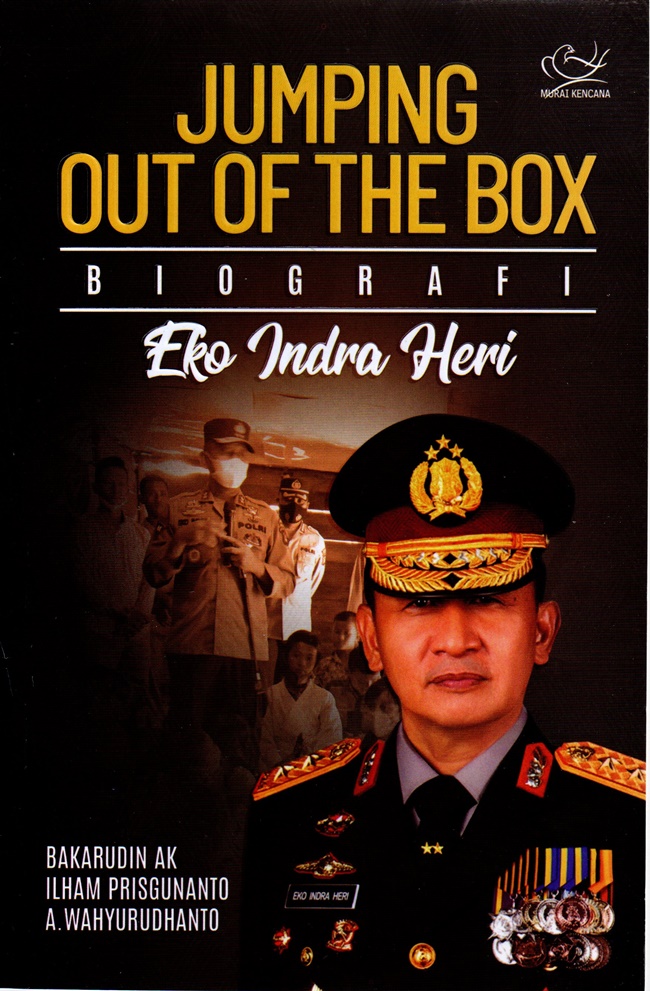 MURAI KENCANA
JUMPING
OUT OF THE BOX
BIOGRAFI
Eko Indra Heri
POLRI
EKO INDRA HERI
BAKARUDIN AK
ILHAM PRISGUNANTO
A. WAHYURUDHANTO